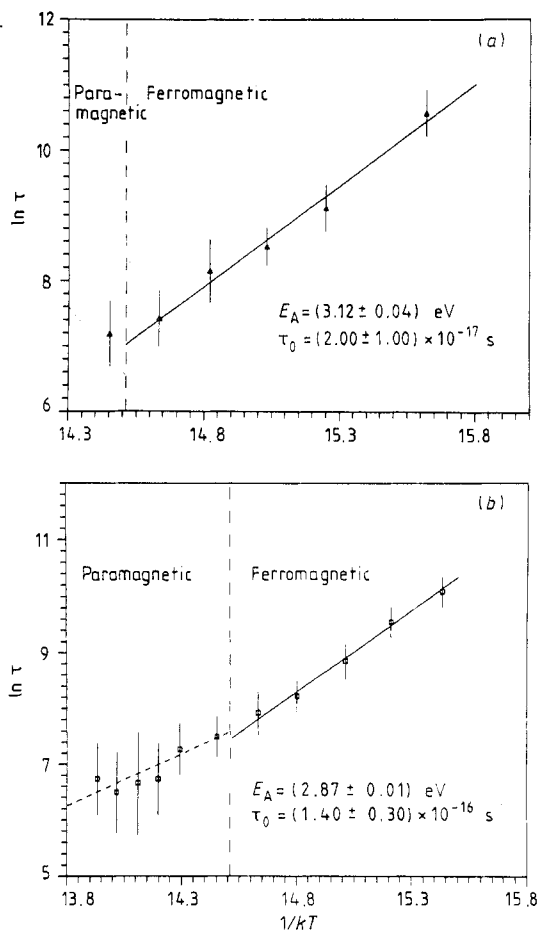 12
(a)
Para-
magnetic
Ferromagnetic
10
ln τ
8
E_A = (3.12 ± 0.04) eV
τ_0 = (2.00 ± 1.00) × 10^-17 s
6
14.3 14.8 15.3 15.8
(b)
11
Paramagnetic Ferromagnetic
9
ln τ
7
E_A = (2.87 ± 0.01) eV
τ_0 = (1.40 ± 0.30) × 10^-16 s
5
13.8 14.3 14.8 15.3 15.8
1/kT